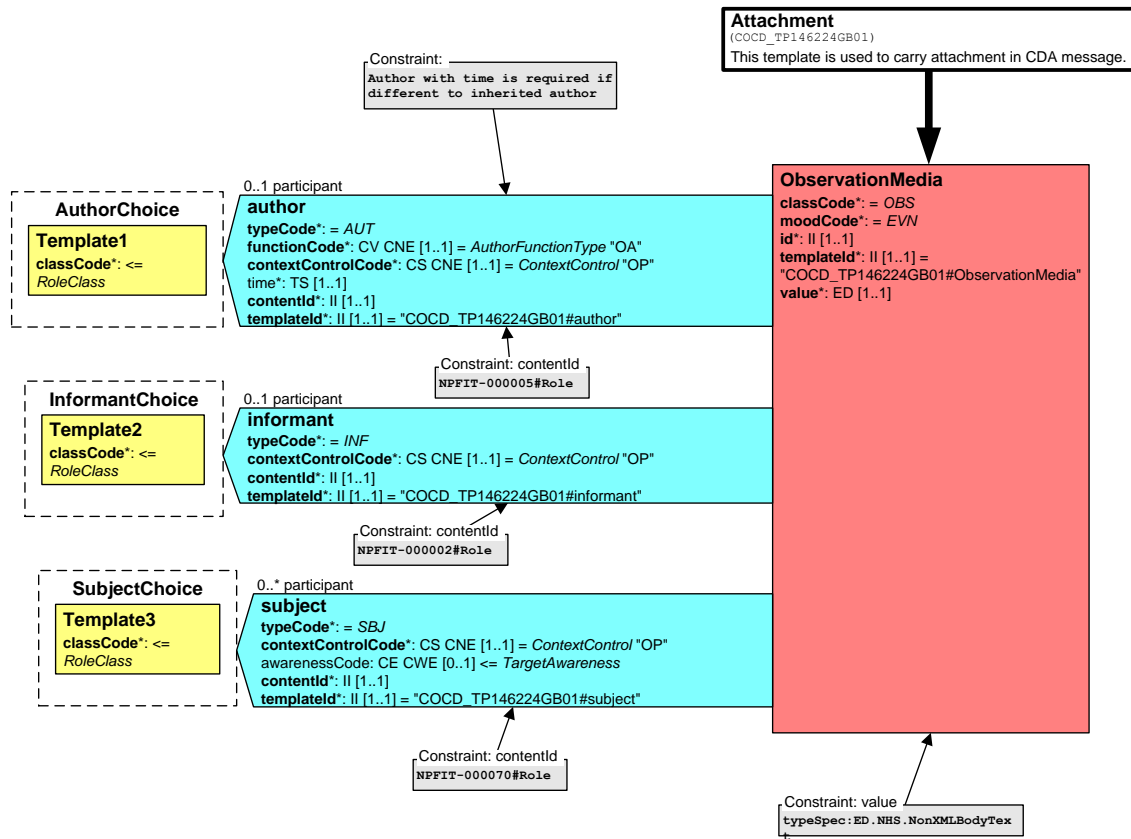 Attachment
(COCD_TP146224GB01)
This template is used to carry attachment in CDA message.
Constraint:
Author with time is required if
different to inherited author
0..1 participant
AuthorChoice
Template1
classCode*: <=
RoleClass
author
typeCode*: = AUT
functionCode*: CV CNE [1..1] = AuthorFunctionType "OA"
contextControlCode*: CS CNE [1..1] = ContextControl "OP"
time*: TS [1..1]
contentId*: II [1..1]
templateId*: II [1..1] = "COCD_TP146224GB01#author"
ObservationMedia
classCode*: = OBS
moodCode*: = EVN
id*: II [1..1]
templateId*: II [1..1] =
"COCD_TP146224GB01#ObservationMedia"
value*: ED [1..1]
Constraint: contentId
NPFIT-000005#Role
0..1 participant
InformantChoice
Template2
classCode*: <=
RoleClass
informant
typeCode*: = INF
contextControlCode*: CS CNE [1..1] = ContextControl "OP"
contentId*: II [1..1]
templateId*: II [1..1] = "COCD_TP146224GB01#informant"
Constraint: contentId
NPFIT-000002#Role
0..* participant
SubjectChoice
Template3
classCode*: <=
RoleClass
subject
typeCode*: = SBJ
contextControlCode*: CS CNE [1..1] = ContextControl "OP"
awarenessCode: CE CWE [0..1] <= TargetAwareness
contentId*: II [1..1]
templateId*: II [1..1] = "COCD_TP146224GB01#subject"
Constraint: contentId
NPFIT-000070#Role
Constraint: value
typeSpec:ED.NHS.NonXMLBodyTex